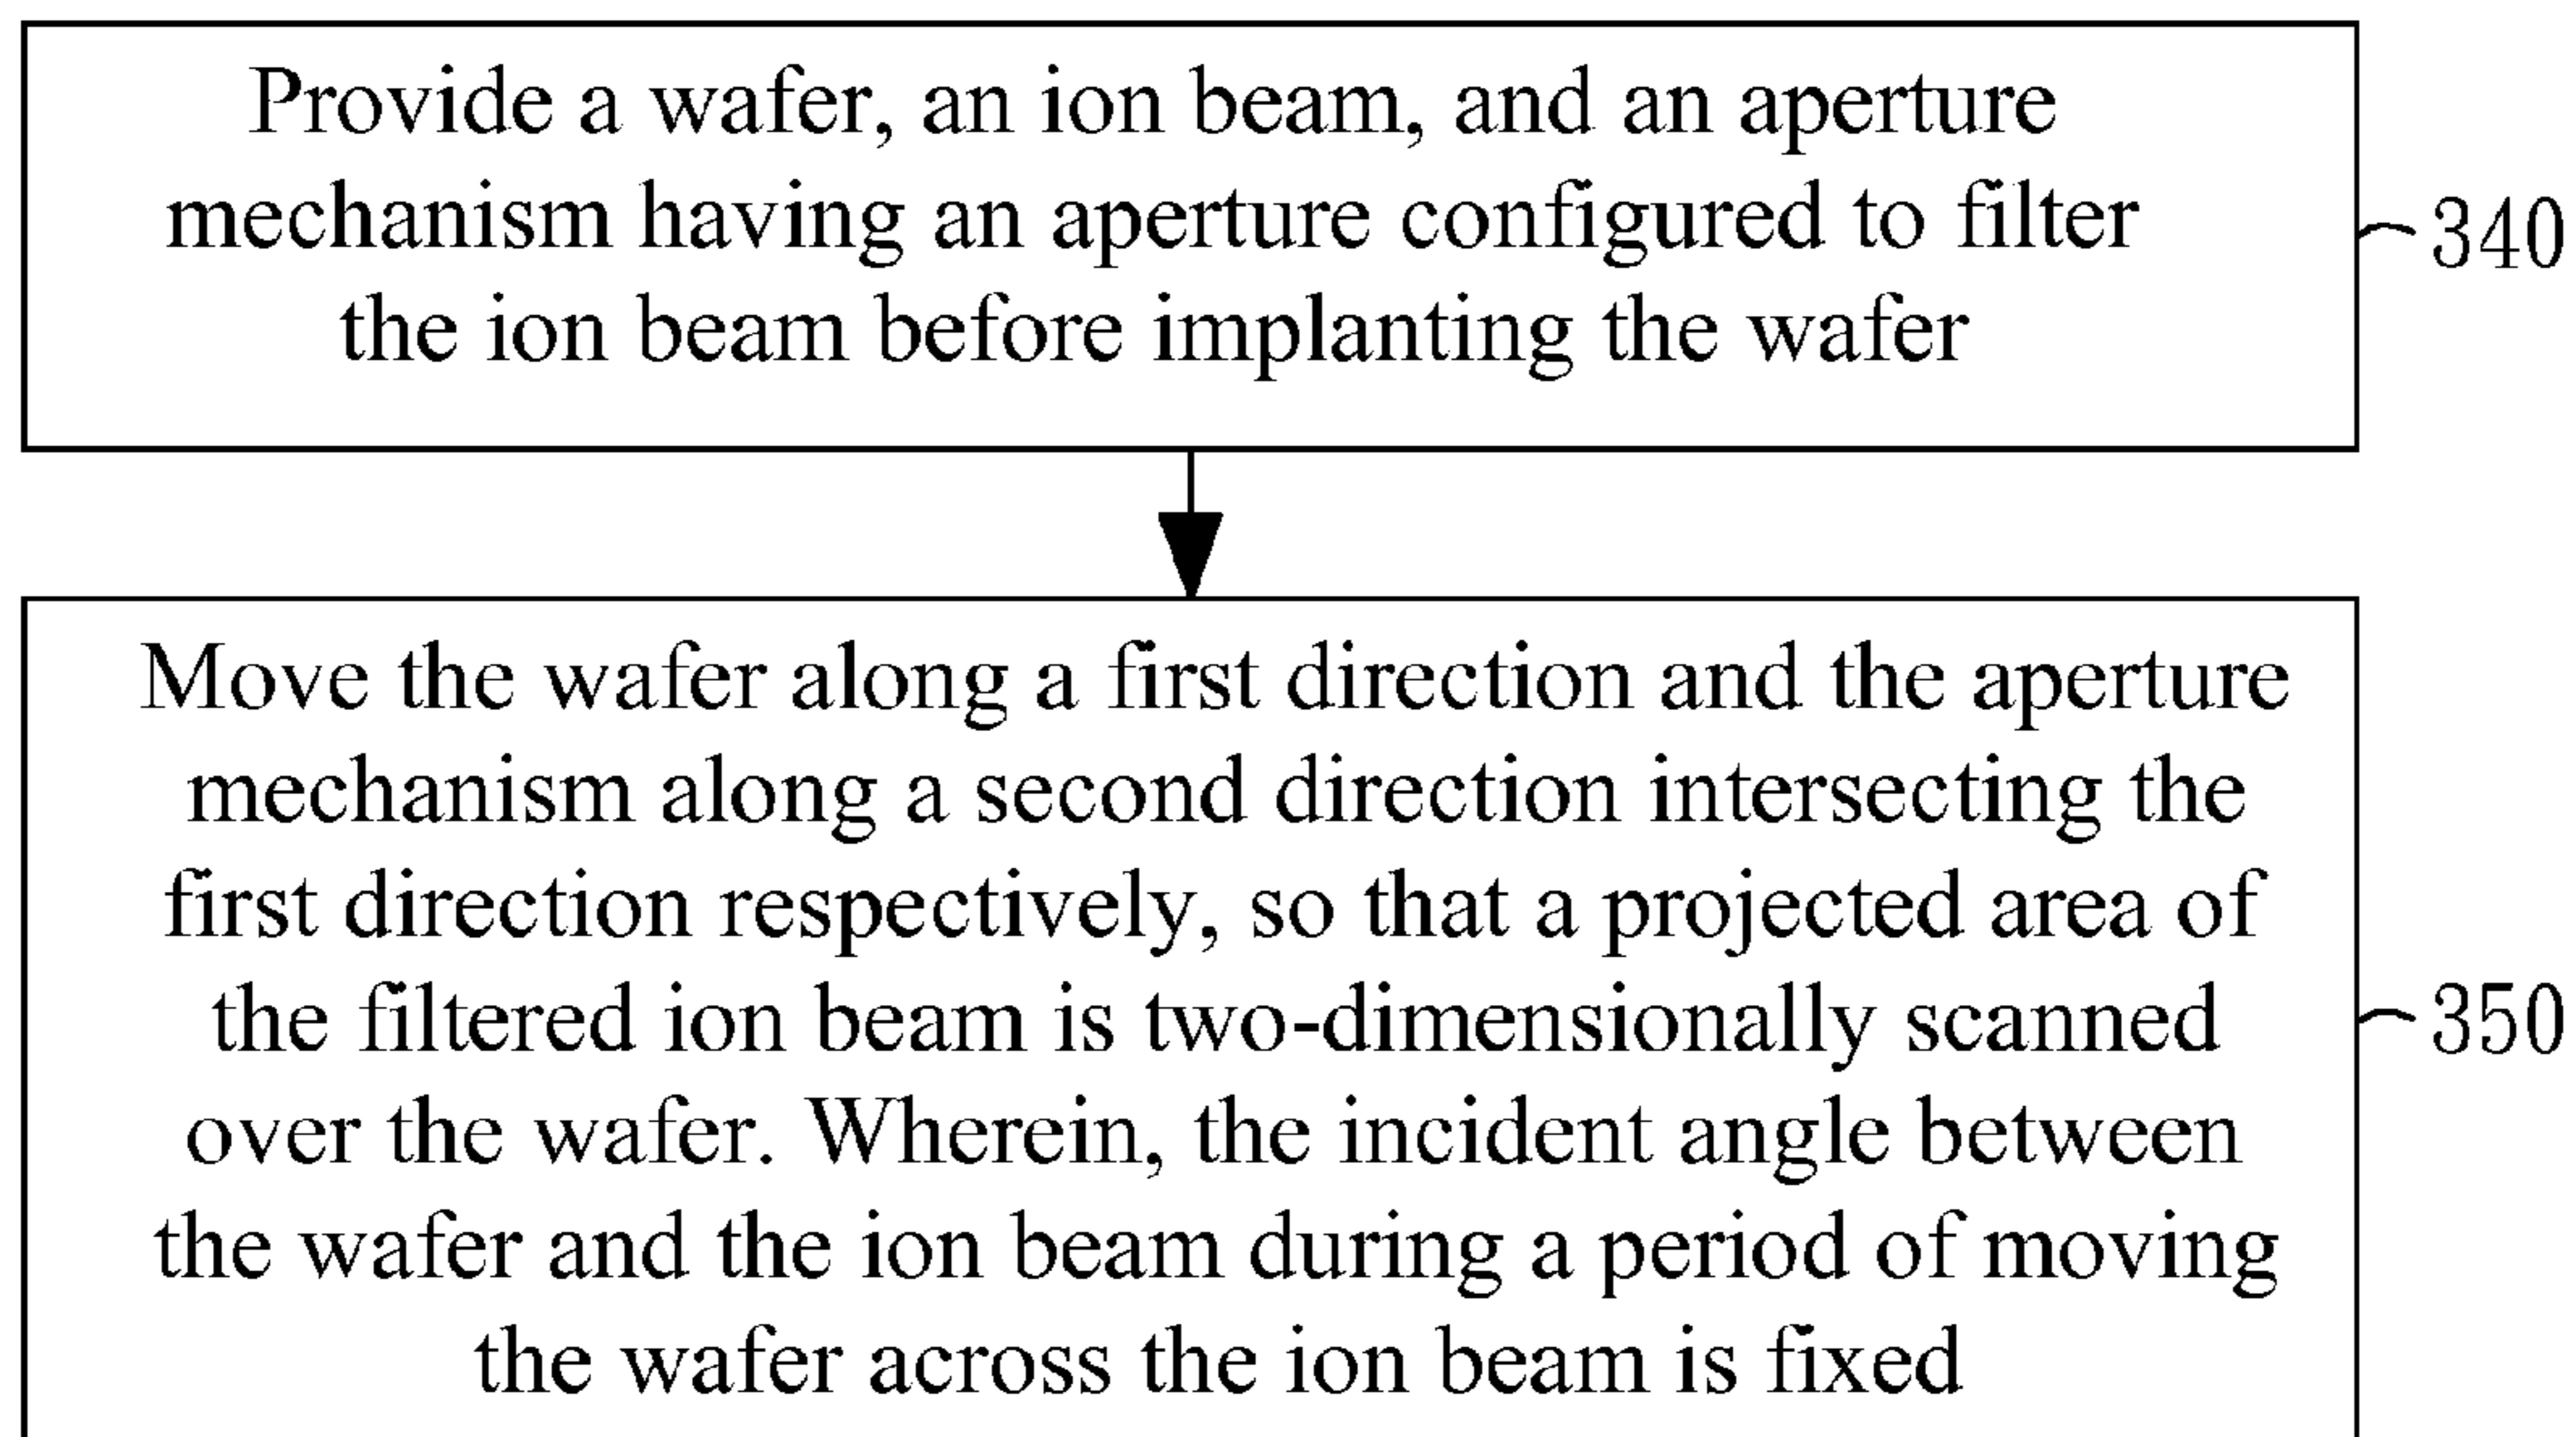 Provide a wafer, an ion beam, and an aperture
mechanism having an aperture configured to filter
the ion beam before implanting the wafer
340
Move the wafer along a first direction and the aperture
mechanism along a second direction intersecting the
first direction respectively, so that a projected area of
the filtered ion beam is two-dimensionally scanned
over the wafer. Wherein, the incident angle between
the wafer and the ion beam during a period of moving
the wafer across the ion beam is fixed
350